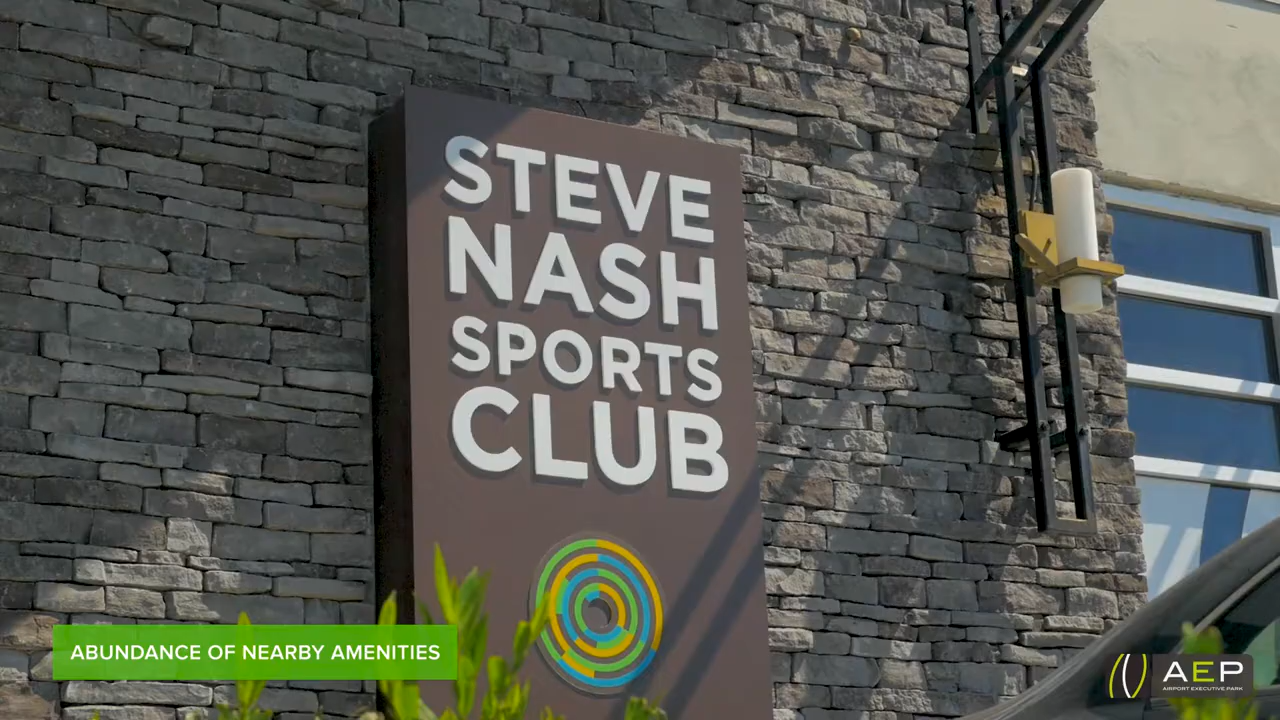 STEVE
NASH
SPORTS
CLUB
ABUNDANCE OF NEARBY AMENITIES
AEP
AIRPORT EXECUTIVE PARK